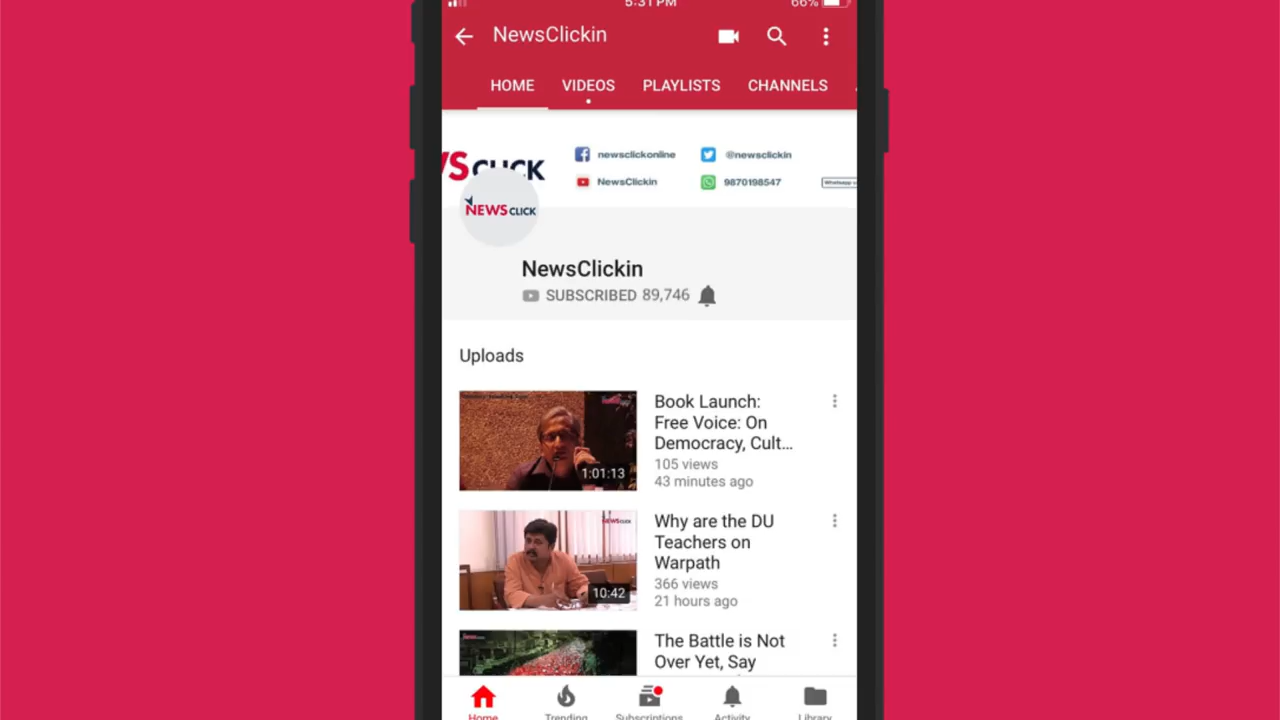 5:31 PM
66%
NewsClickin
HOME VIDEOS PLAYLISTS CHANNELS
WS CLICK
newsclickonline @newsclickin
NewsClickin 9870198547
NEWSCLICK
NewsClickin
SUBSCRIBED 89,746
Uploads
Book Launch:
Free Voice: On
Democracy, Cult...
105 views
43 minutes ago
1:01:13
Why are the DU
Teachers on
Warpath
366 views
21 hours ago
NEWSCLICK
10:42
The Battle is Not
Over Yet, Say
Home Trending Subscriptions Activity Library